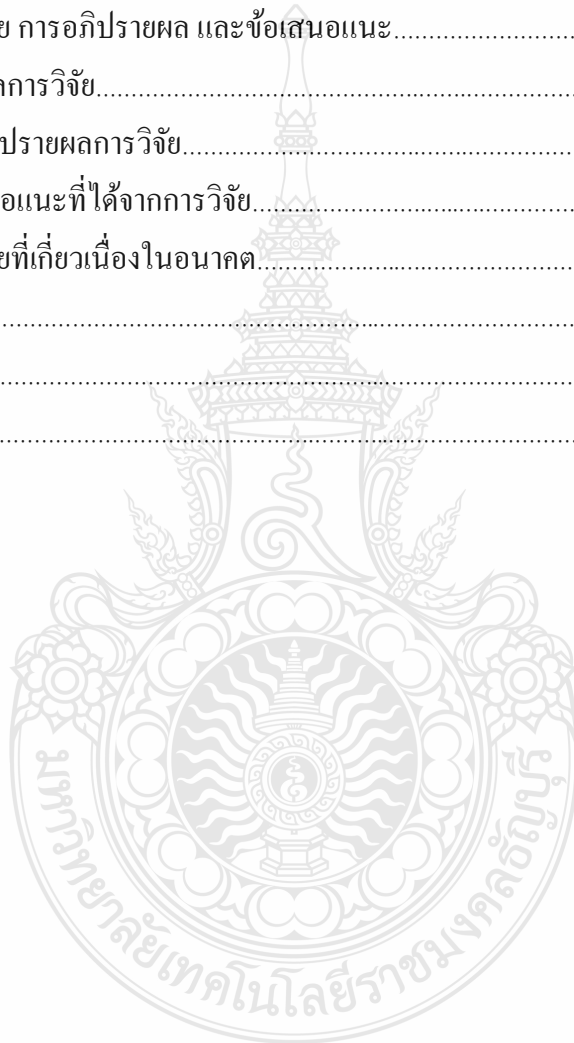 ย การอภิปรายผล และข้อเสนอแนะ................................
ลการวิจัย................................................................
ปรายผลการวิจัย......................................................
อแนะที่ได้จากการวิจัย..............................................
ยที่เกี่ยวเนื่องในอนาคต............................................
................................................................................
................................................................................
................................................................................
มหาวิทยาลัยเทคโนโลยีราชมงคลธัญบุรี